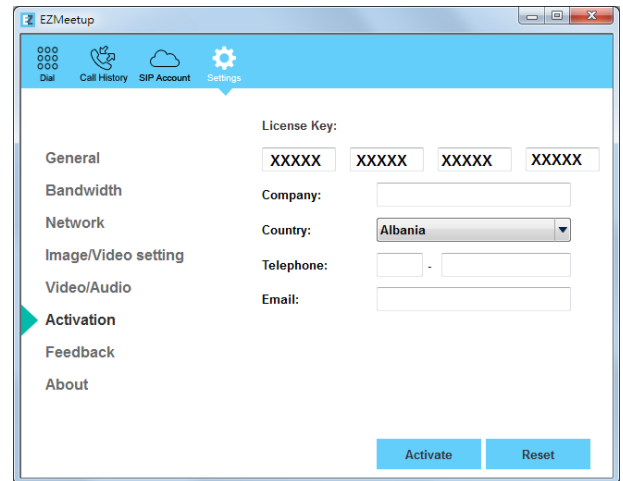 EZMeetup
Dial Call History SIP Account Settings
License Key:
XXXXX XXXXX XXXXX XXXXX
Company:
Country: Albania
Telephone: -
Email:
General
Bandwidth
Network
Image/Video setting
Video/Audio
Activation
Feedback
About
Activate Reset